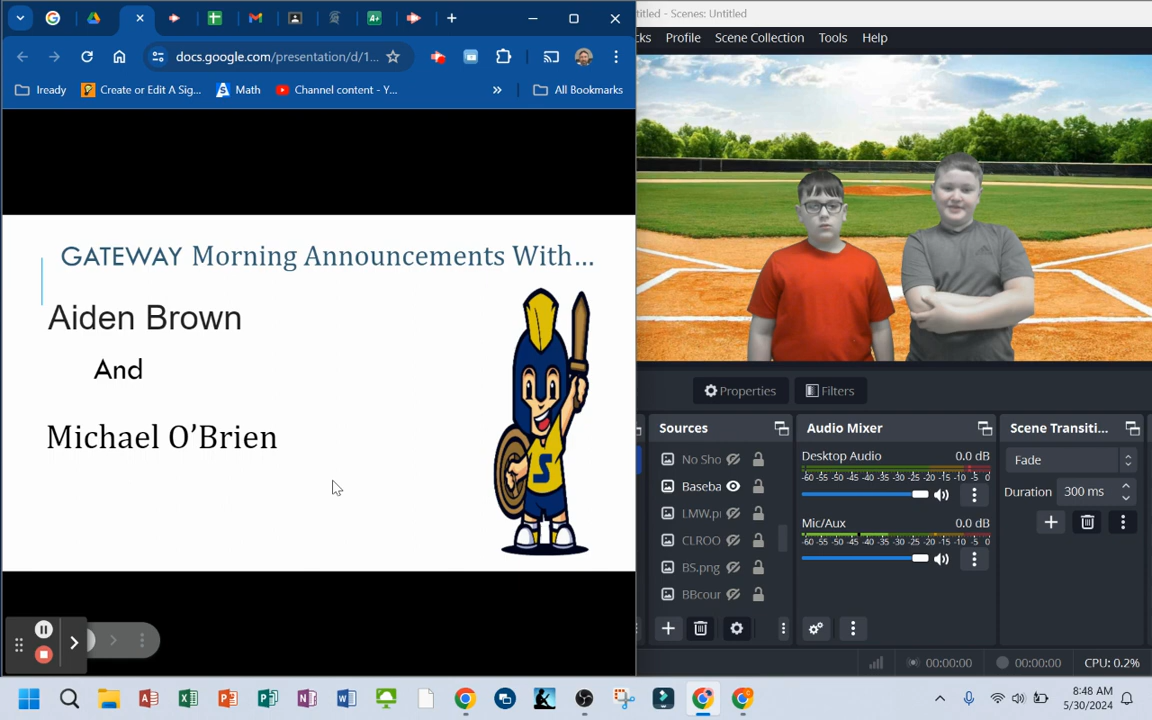 titled - Scenes: Untitled
docs.google.com/presentation/d/1...
cks Profile Scene Collection Tools Help
Iready Create or Edit A Sig... Math Channel content - Y... » All Bookmarks
GATEWAY Morning Announcements With...
Aiden Brown
And
Michael O’Brien
S
Properties Filters
Sources
No Sho
Baseba
LMW.p
CLROO
BS.png
BBcour
Audio Mixer
Desktop Audio 0.0 dB
-60 -55 -50 -45 -40 -35 -30 -25 -20 -15 -10 -5 0
Mic/Aux 0.0 dB
-60 -55 -50 -45 -40 -35 -30 -25 -20 -15 -10 -5 0
Scene Transiti...
Fade
Duration 300 ms
00:00:00 00:00:00 CPU: 0.2%
8:48 AM
5/30/2024